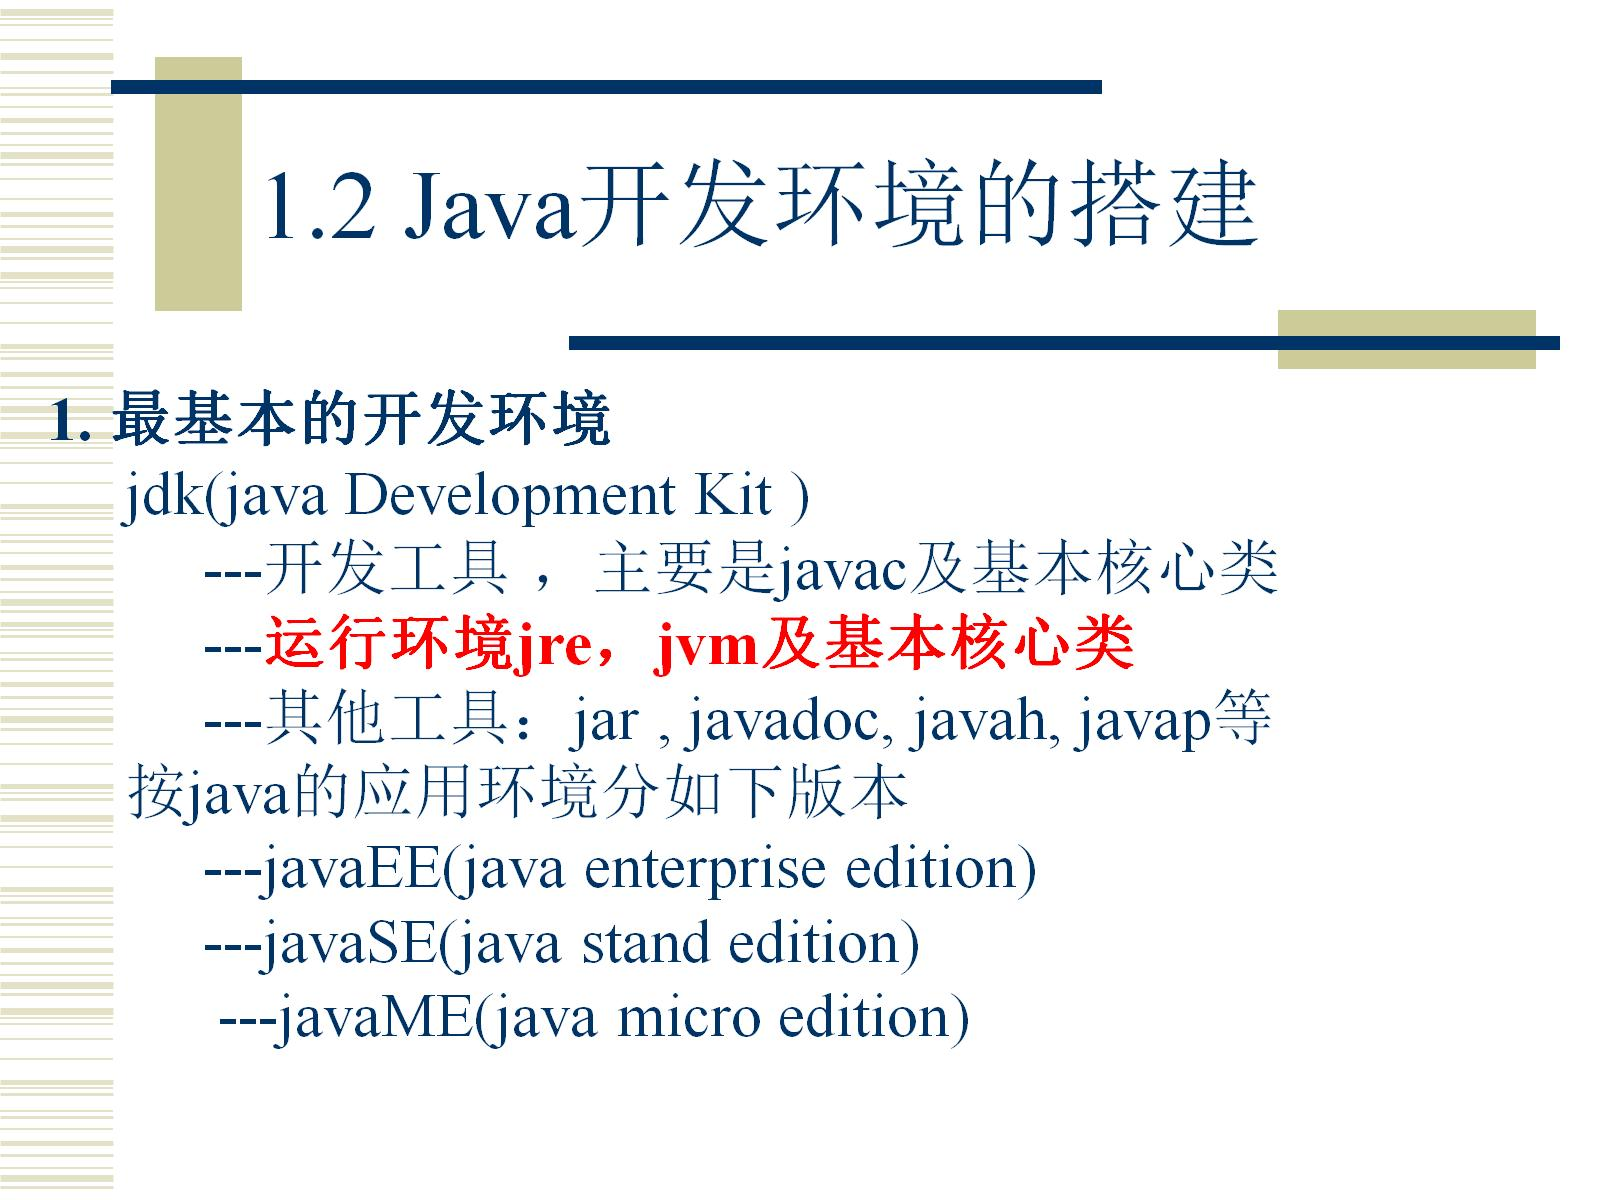 1.2 Java开发环境的搭建
1. 最基本的开发环境
jdk(java Development Kit )
---开发工具 ，主要是javac及基本核心类
---运行环境jre，jvm及基本核心类
---其他工具：jar , javadoc, javah, javap等
按java的应用环境分如下版本
---javaEE(java enterprise edition)
---javaSE(java stand edition)
---javaME(java micro edition)